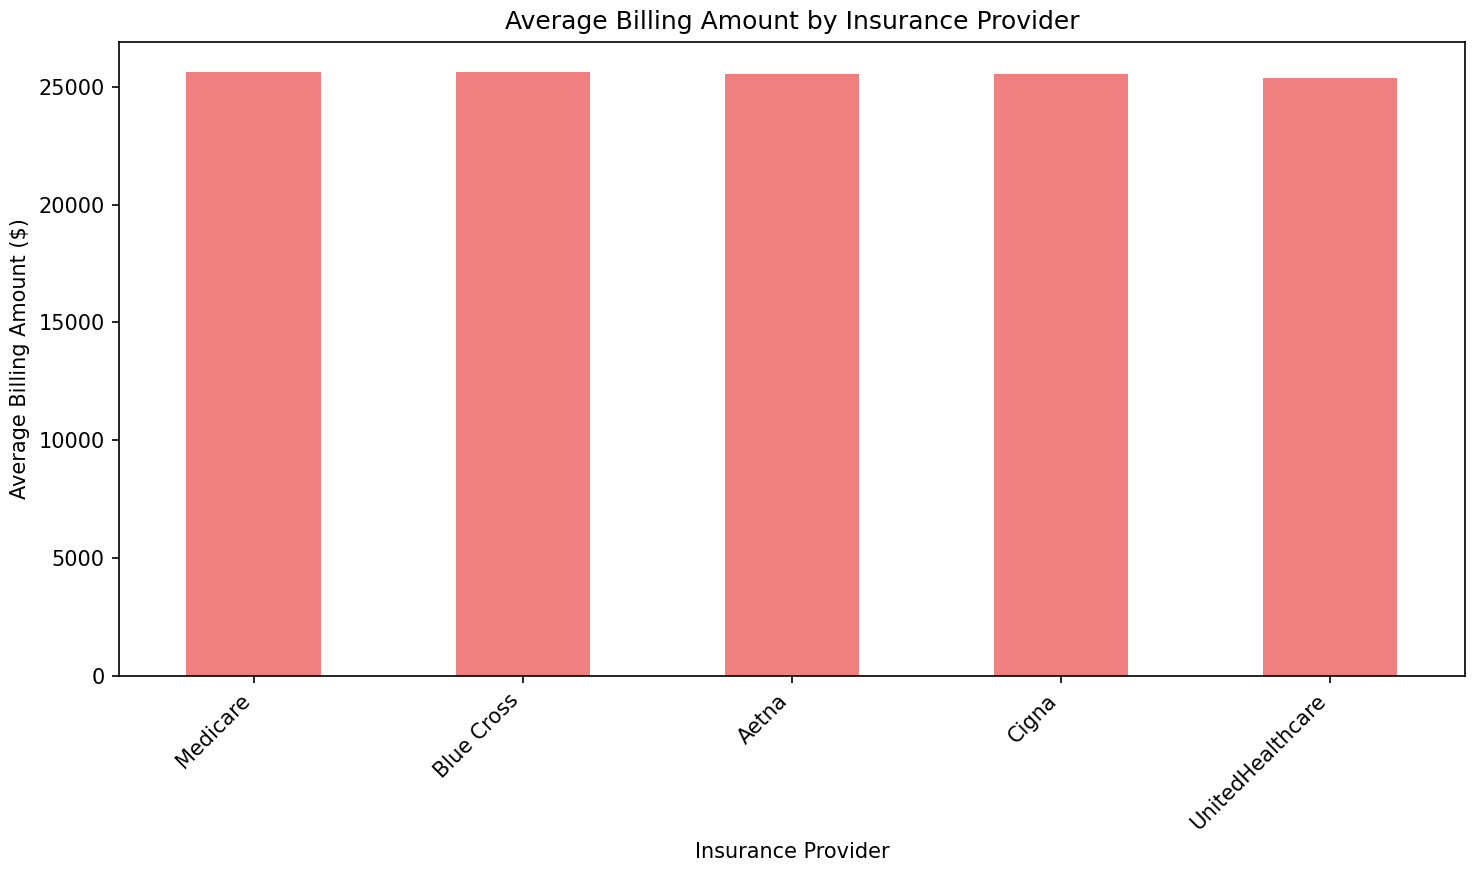 Average Billing Amount by Insurance Provider
Average Billing Amount ($)
25000
20000
15000
10000
5000
0
Medicare
Blue Cross
Aetna
Cigna
UnitedHealthcare
Insurance Provider